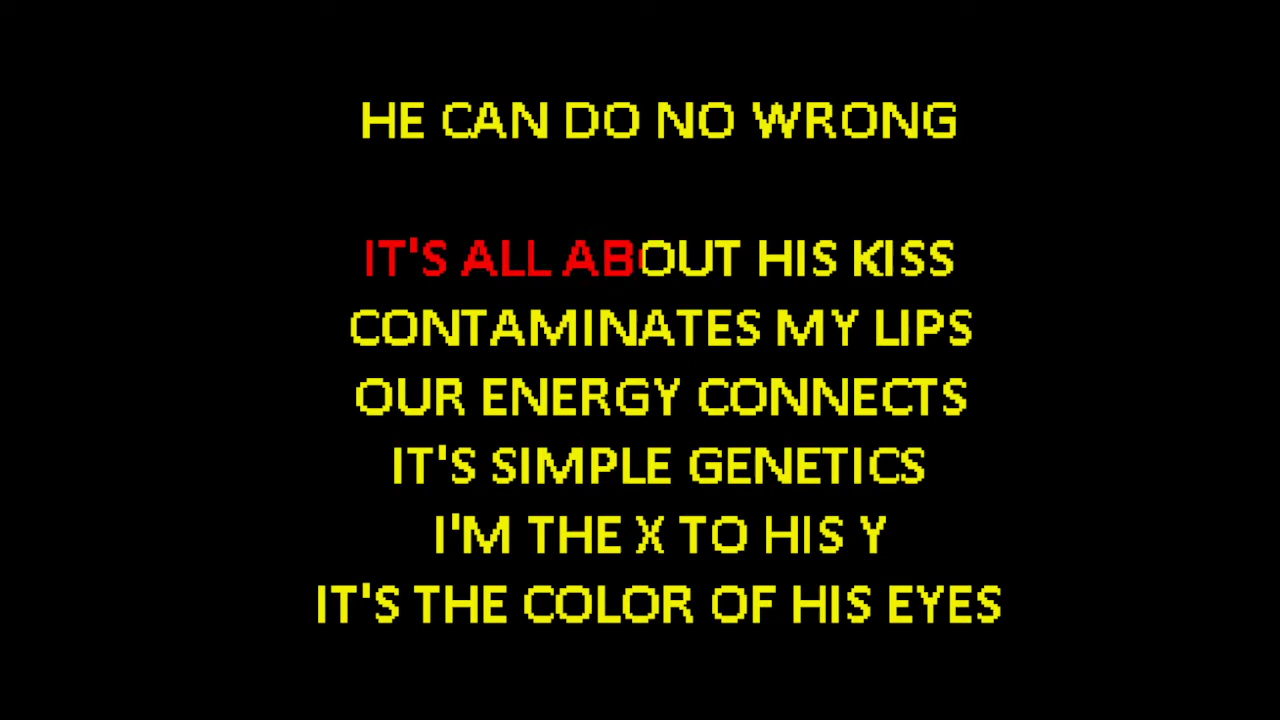 HE CAN DO NO WRONG
IT'S ALL ABOUT HIS KISS
CONTAMINATES MY LIPS
OUR ENERGY CONNECTS
IT'S SIMPLE GENETICS
I'M THE X TO HIS Y
IT'S THE COLOR OF HIS EYES